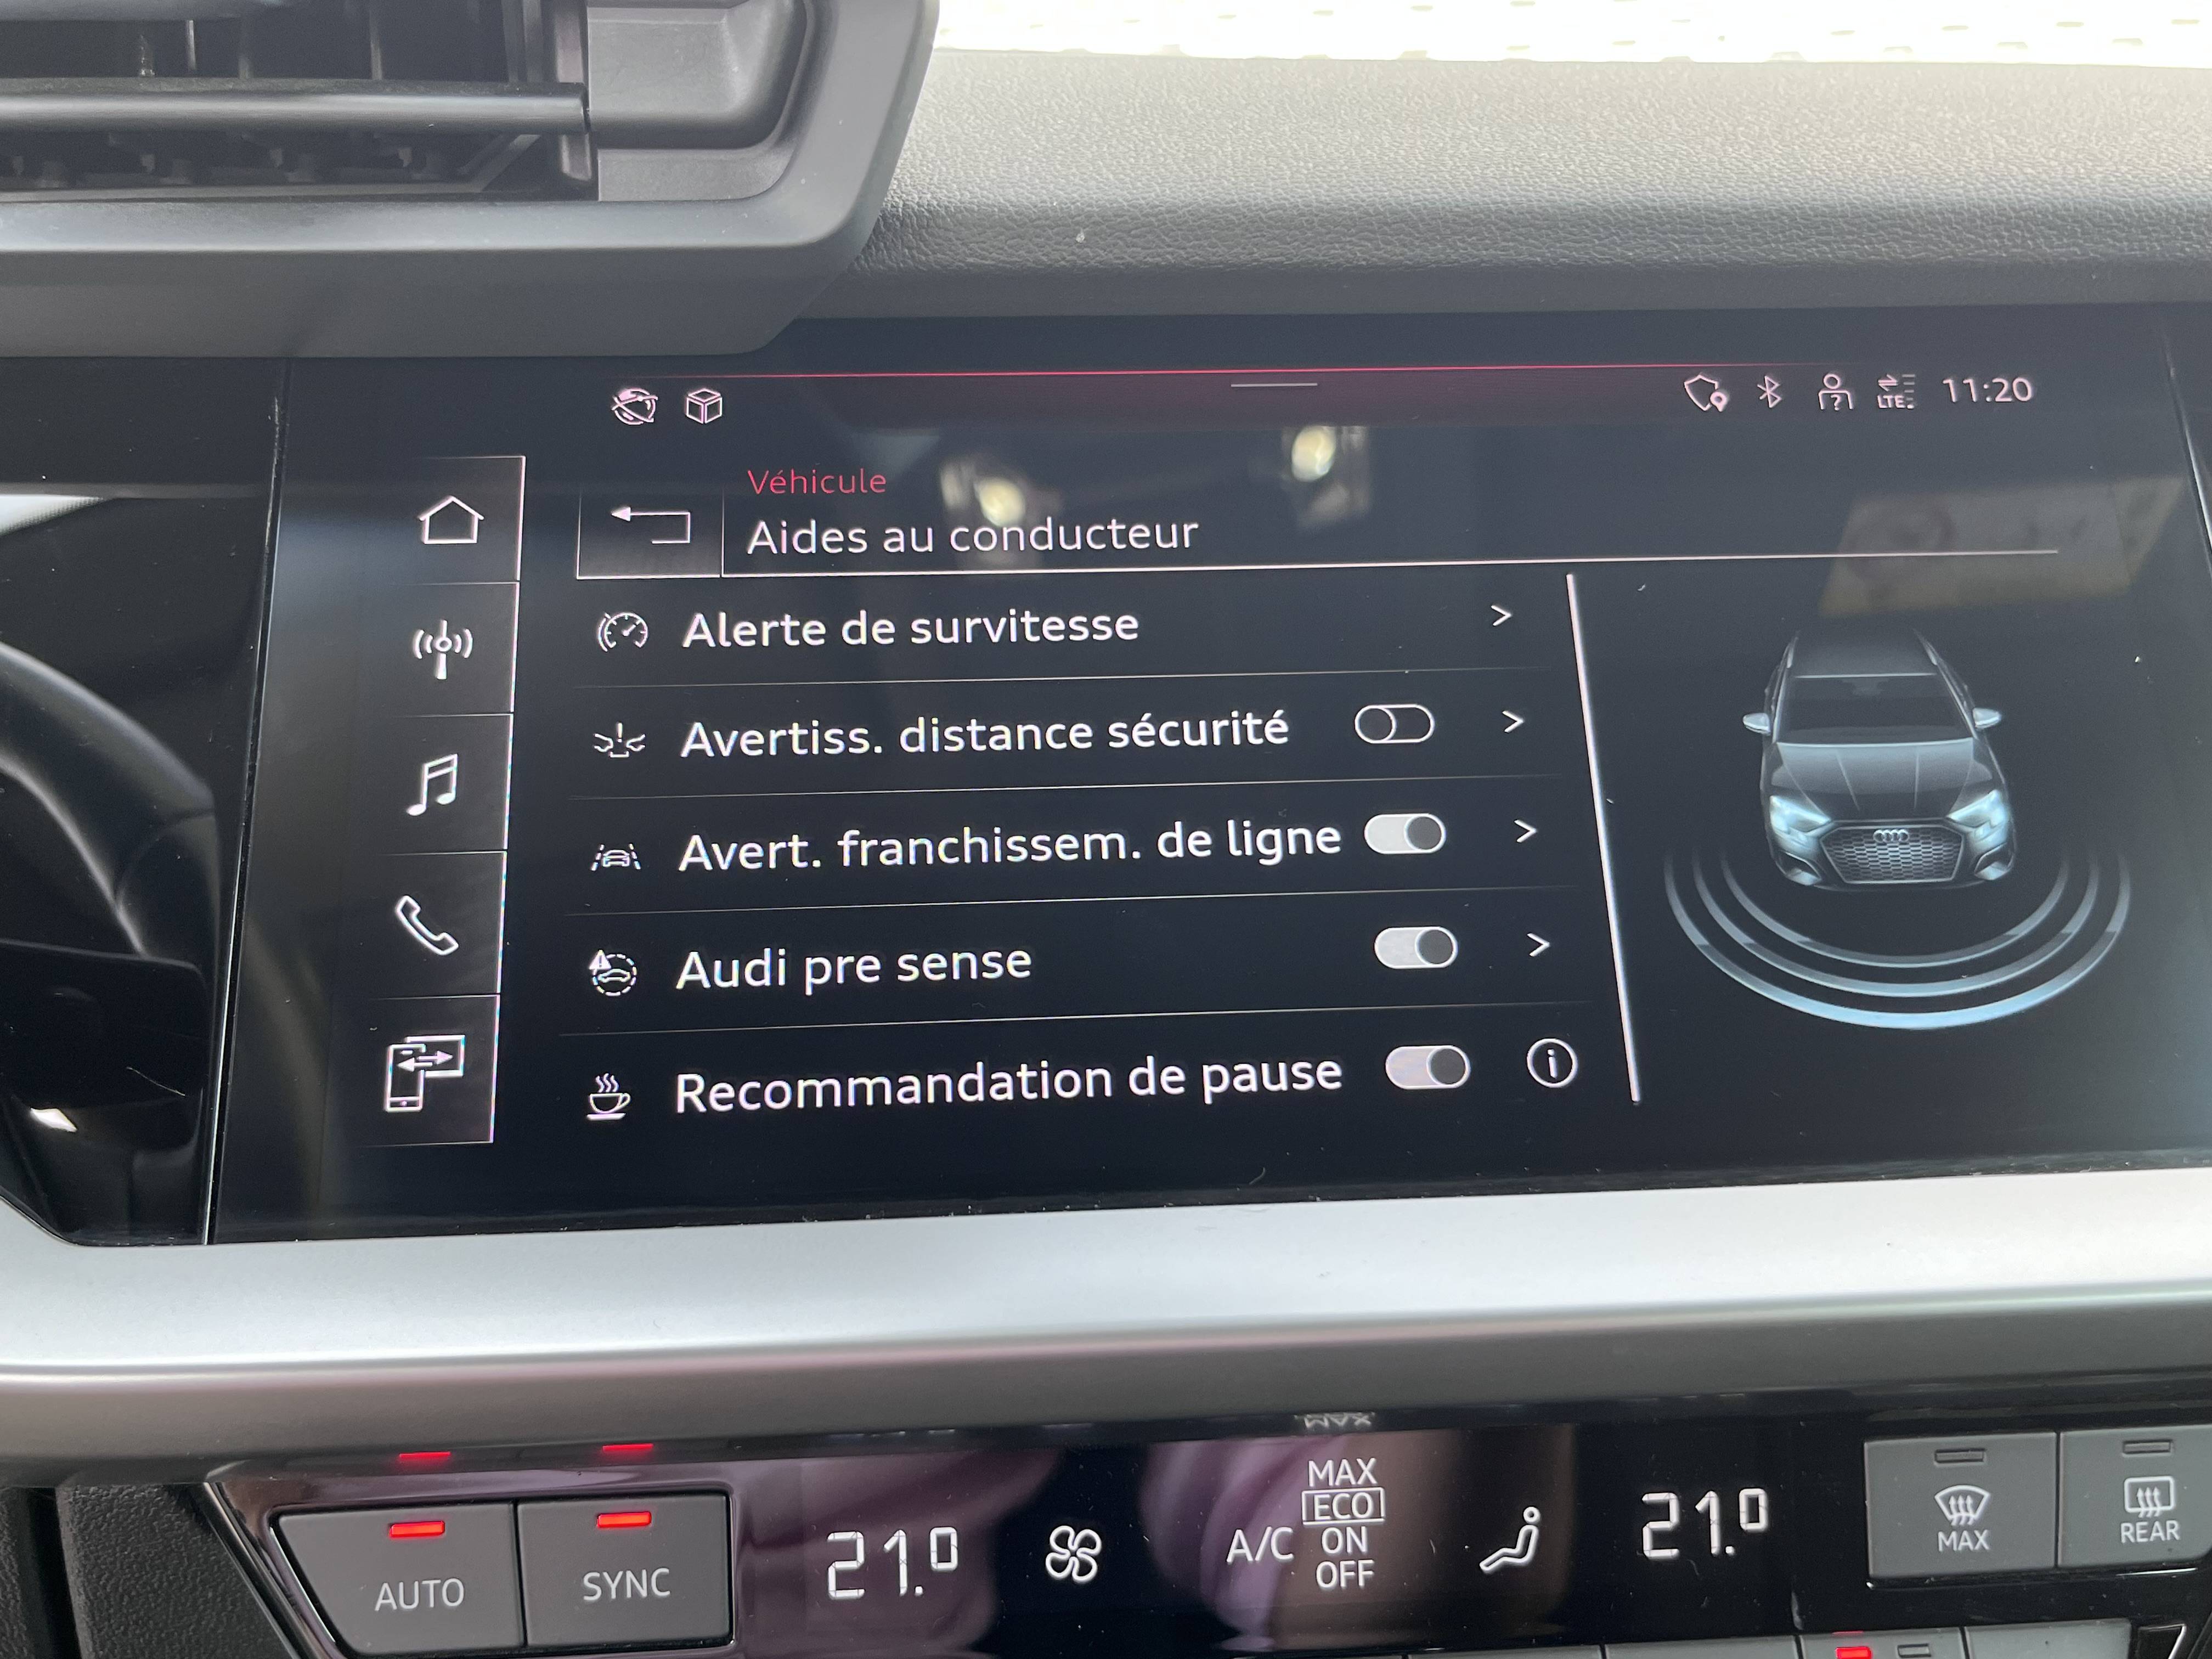 LTE 11:20
Véhicule
Aides au conducteur
Alerte de survitesse
Avertiss. distance sécurité
Avert. franchissem. de ligne
Audi pre sense
Recommandation de pause
AUTO
SYNC
21.0
A/C
MAX
ECO
ON
OFF
21.0
MAX
REAR